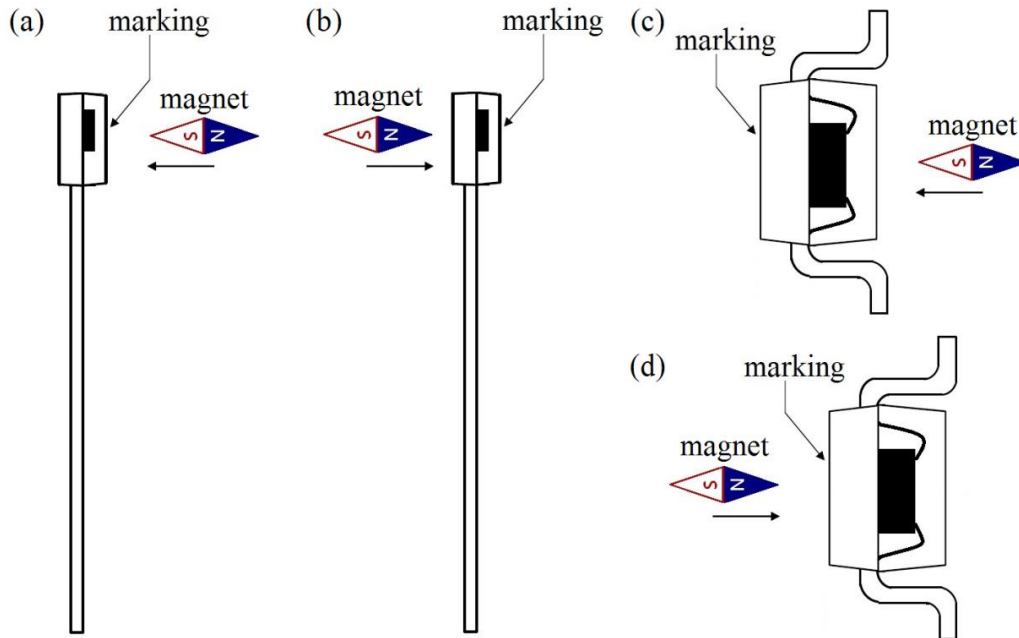 (a)
marking
magnet
S N
(b)
marking
magnet
S N
(c)
marking
magnet
S N
(d)
marking
magnet
S N